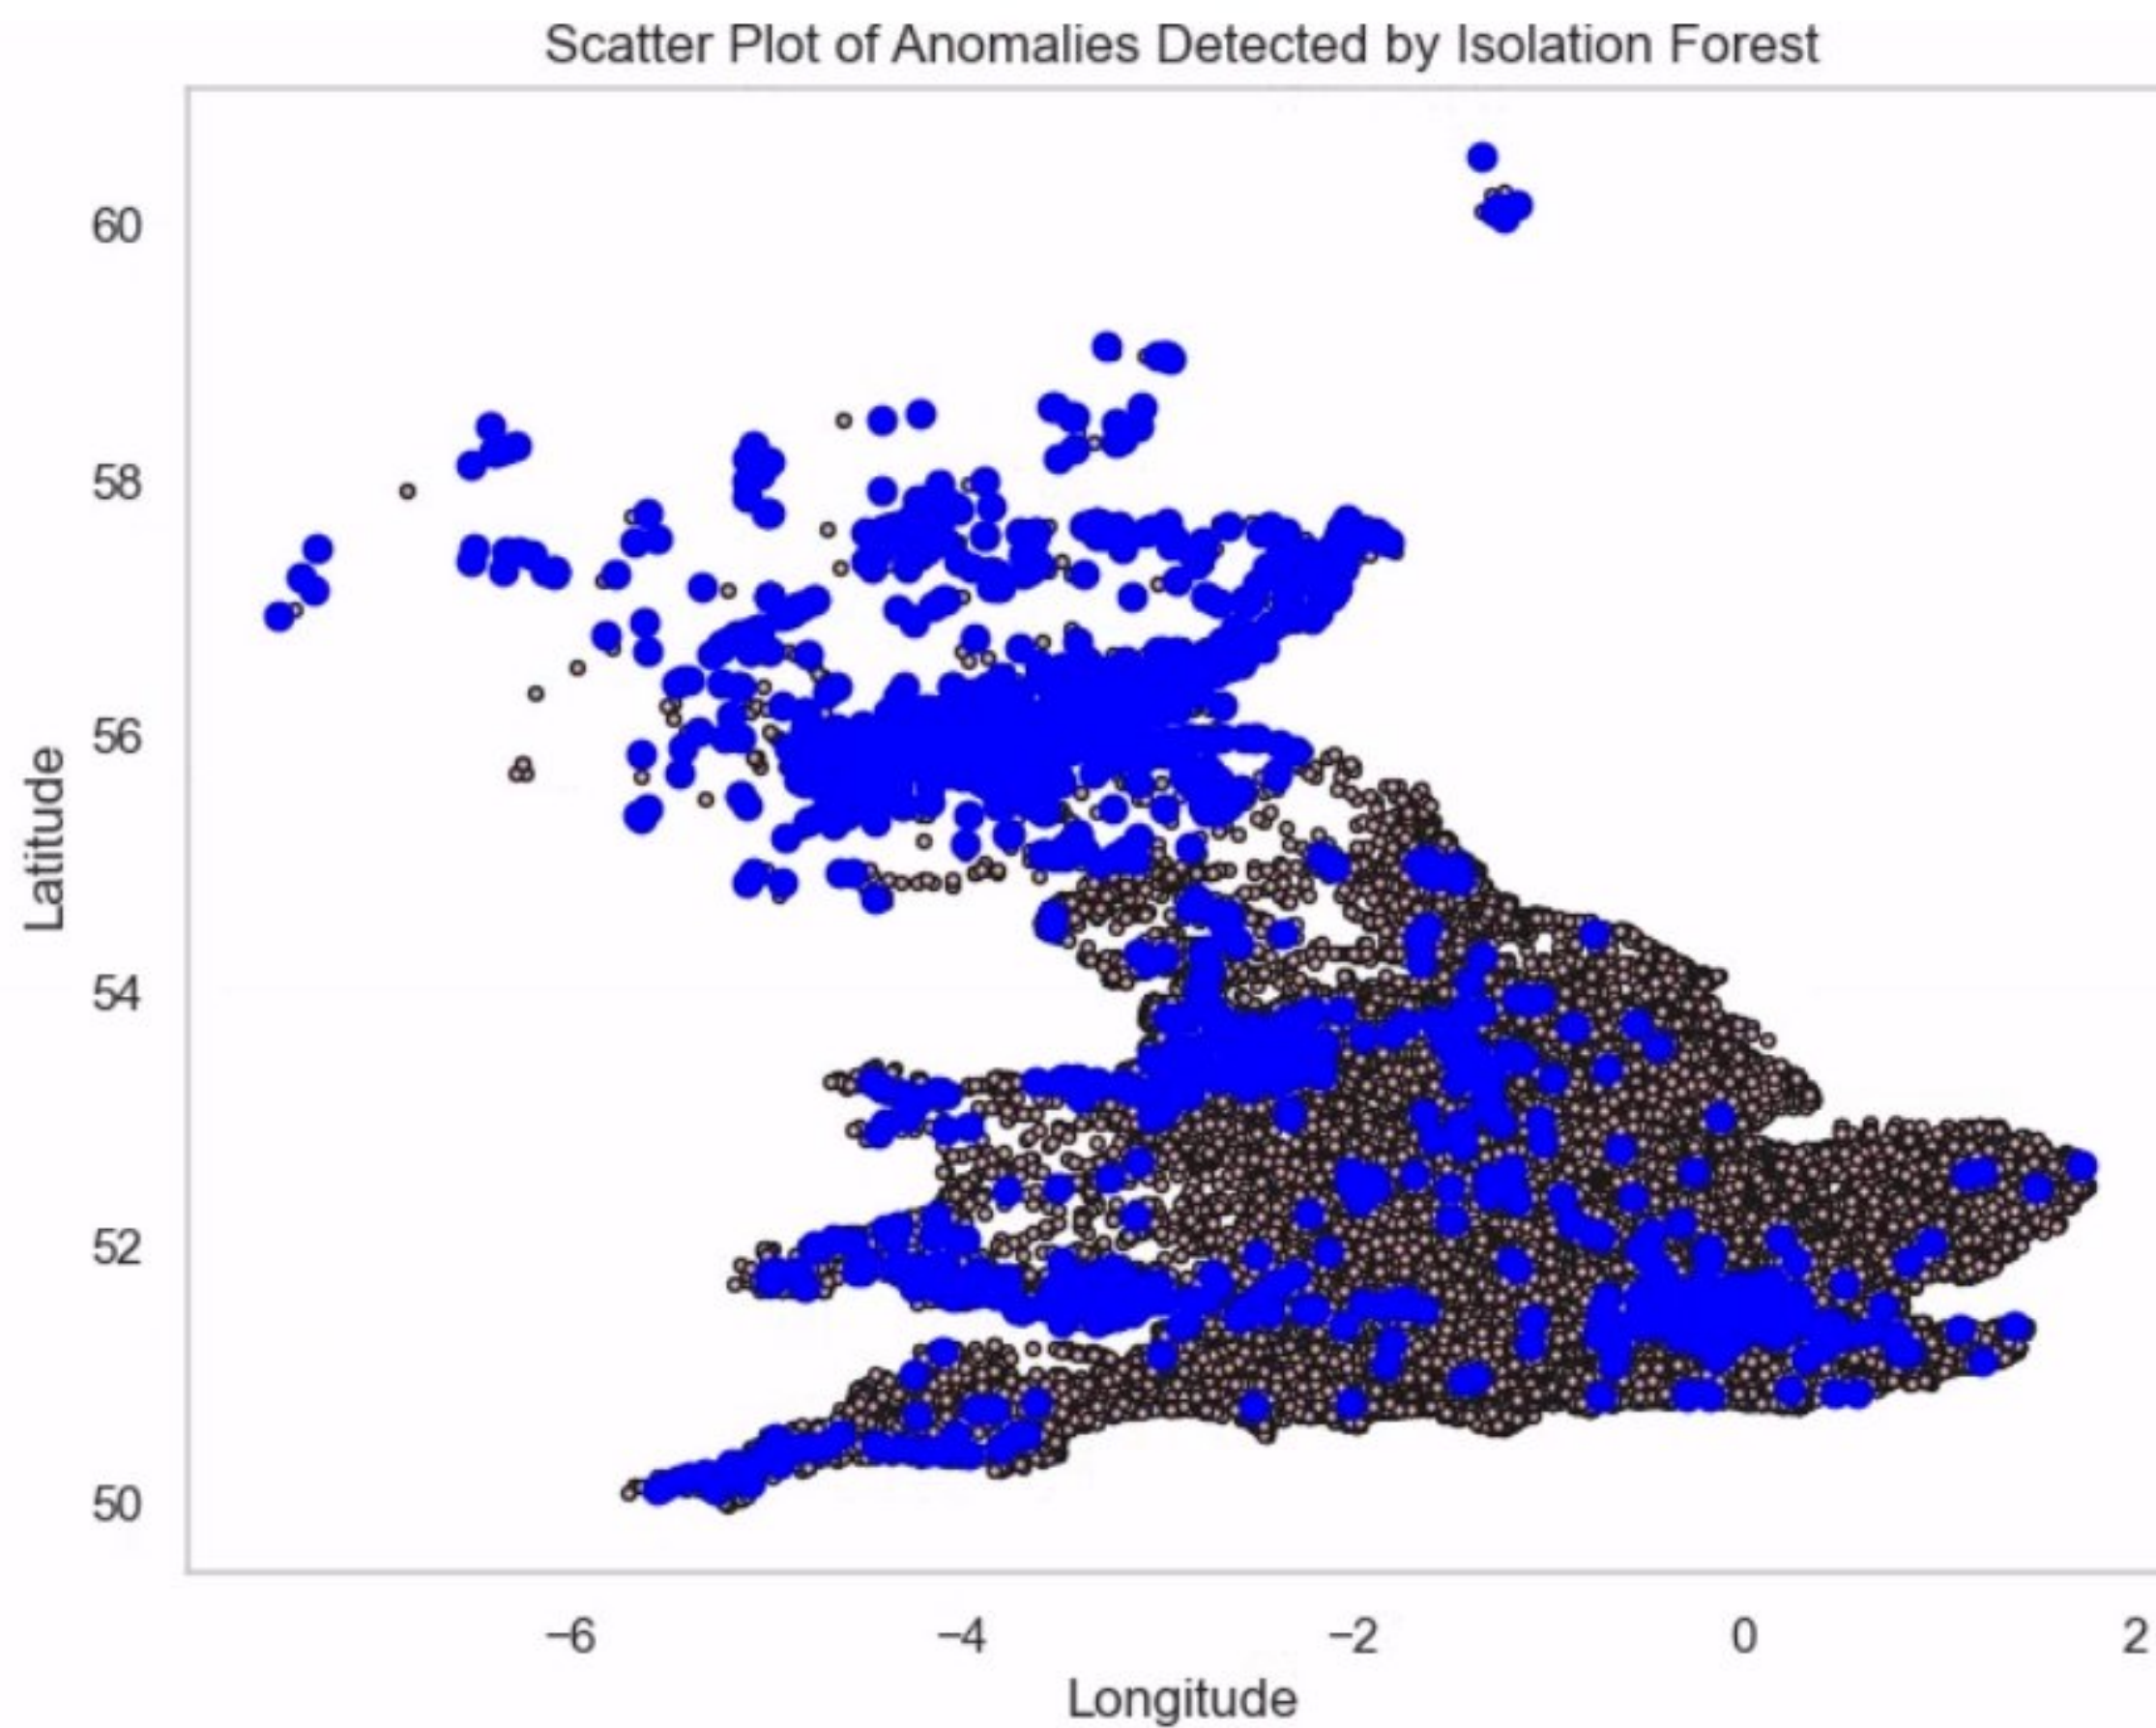 Scatter Plot of Anomalies Detected by Isolation Forest
60
58
56
54
52
50
Latitude
−6 −4 −2 0 2
Longitude